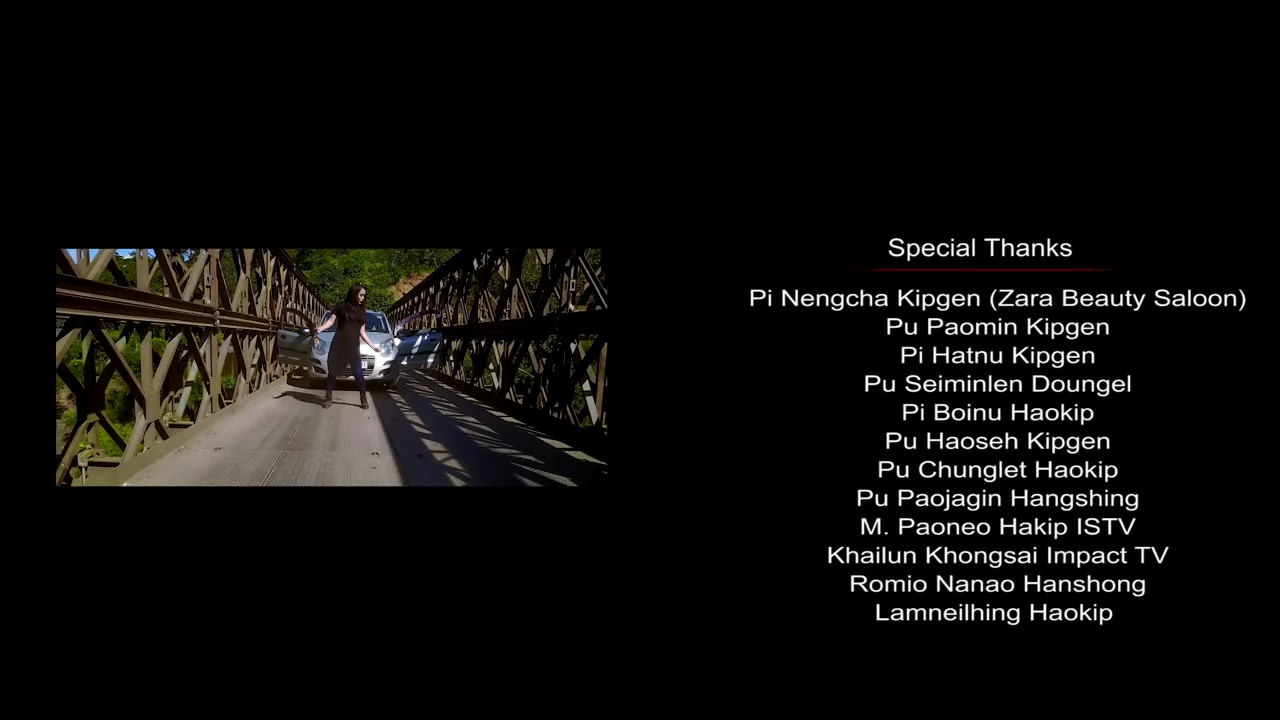 Special Thanks
Pi Nengcha Kipgen (Zara Beauty Saloon)
Pu Paomin Kipgen
Pi Hatnu Kipgen
Pu Seiminlen Doungel
Pi Boinu Haokip
Pu Haoseh Kipgen
Pu Chunglet Haokip
Pu Paojagin Hangshing
M. Paoneo Hakip ISTV
Khailun Khongsai Impact TV
Romio Nanao Hanshong
Lamneilhing Haokip